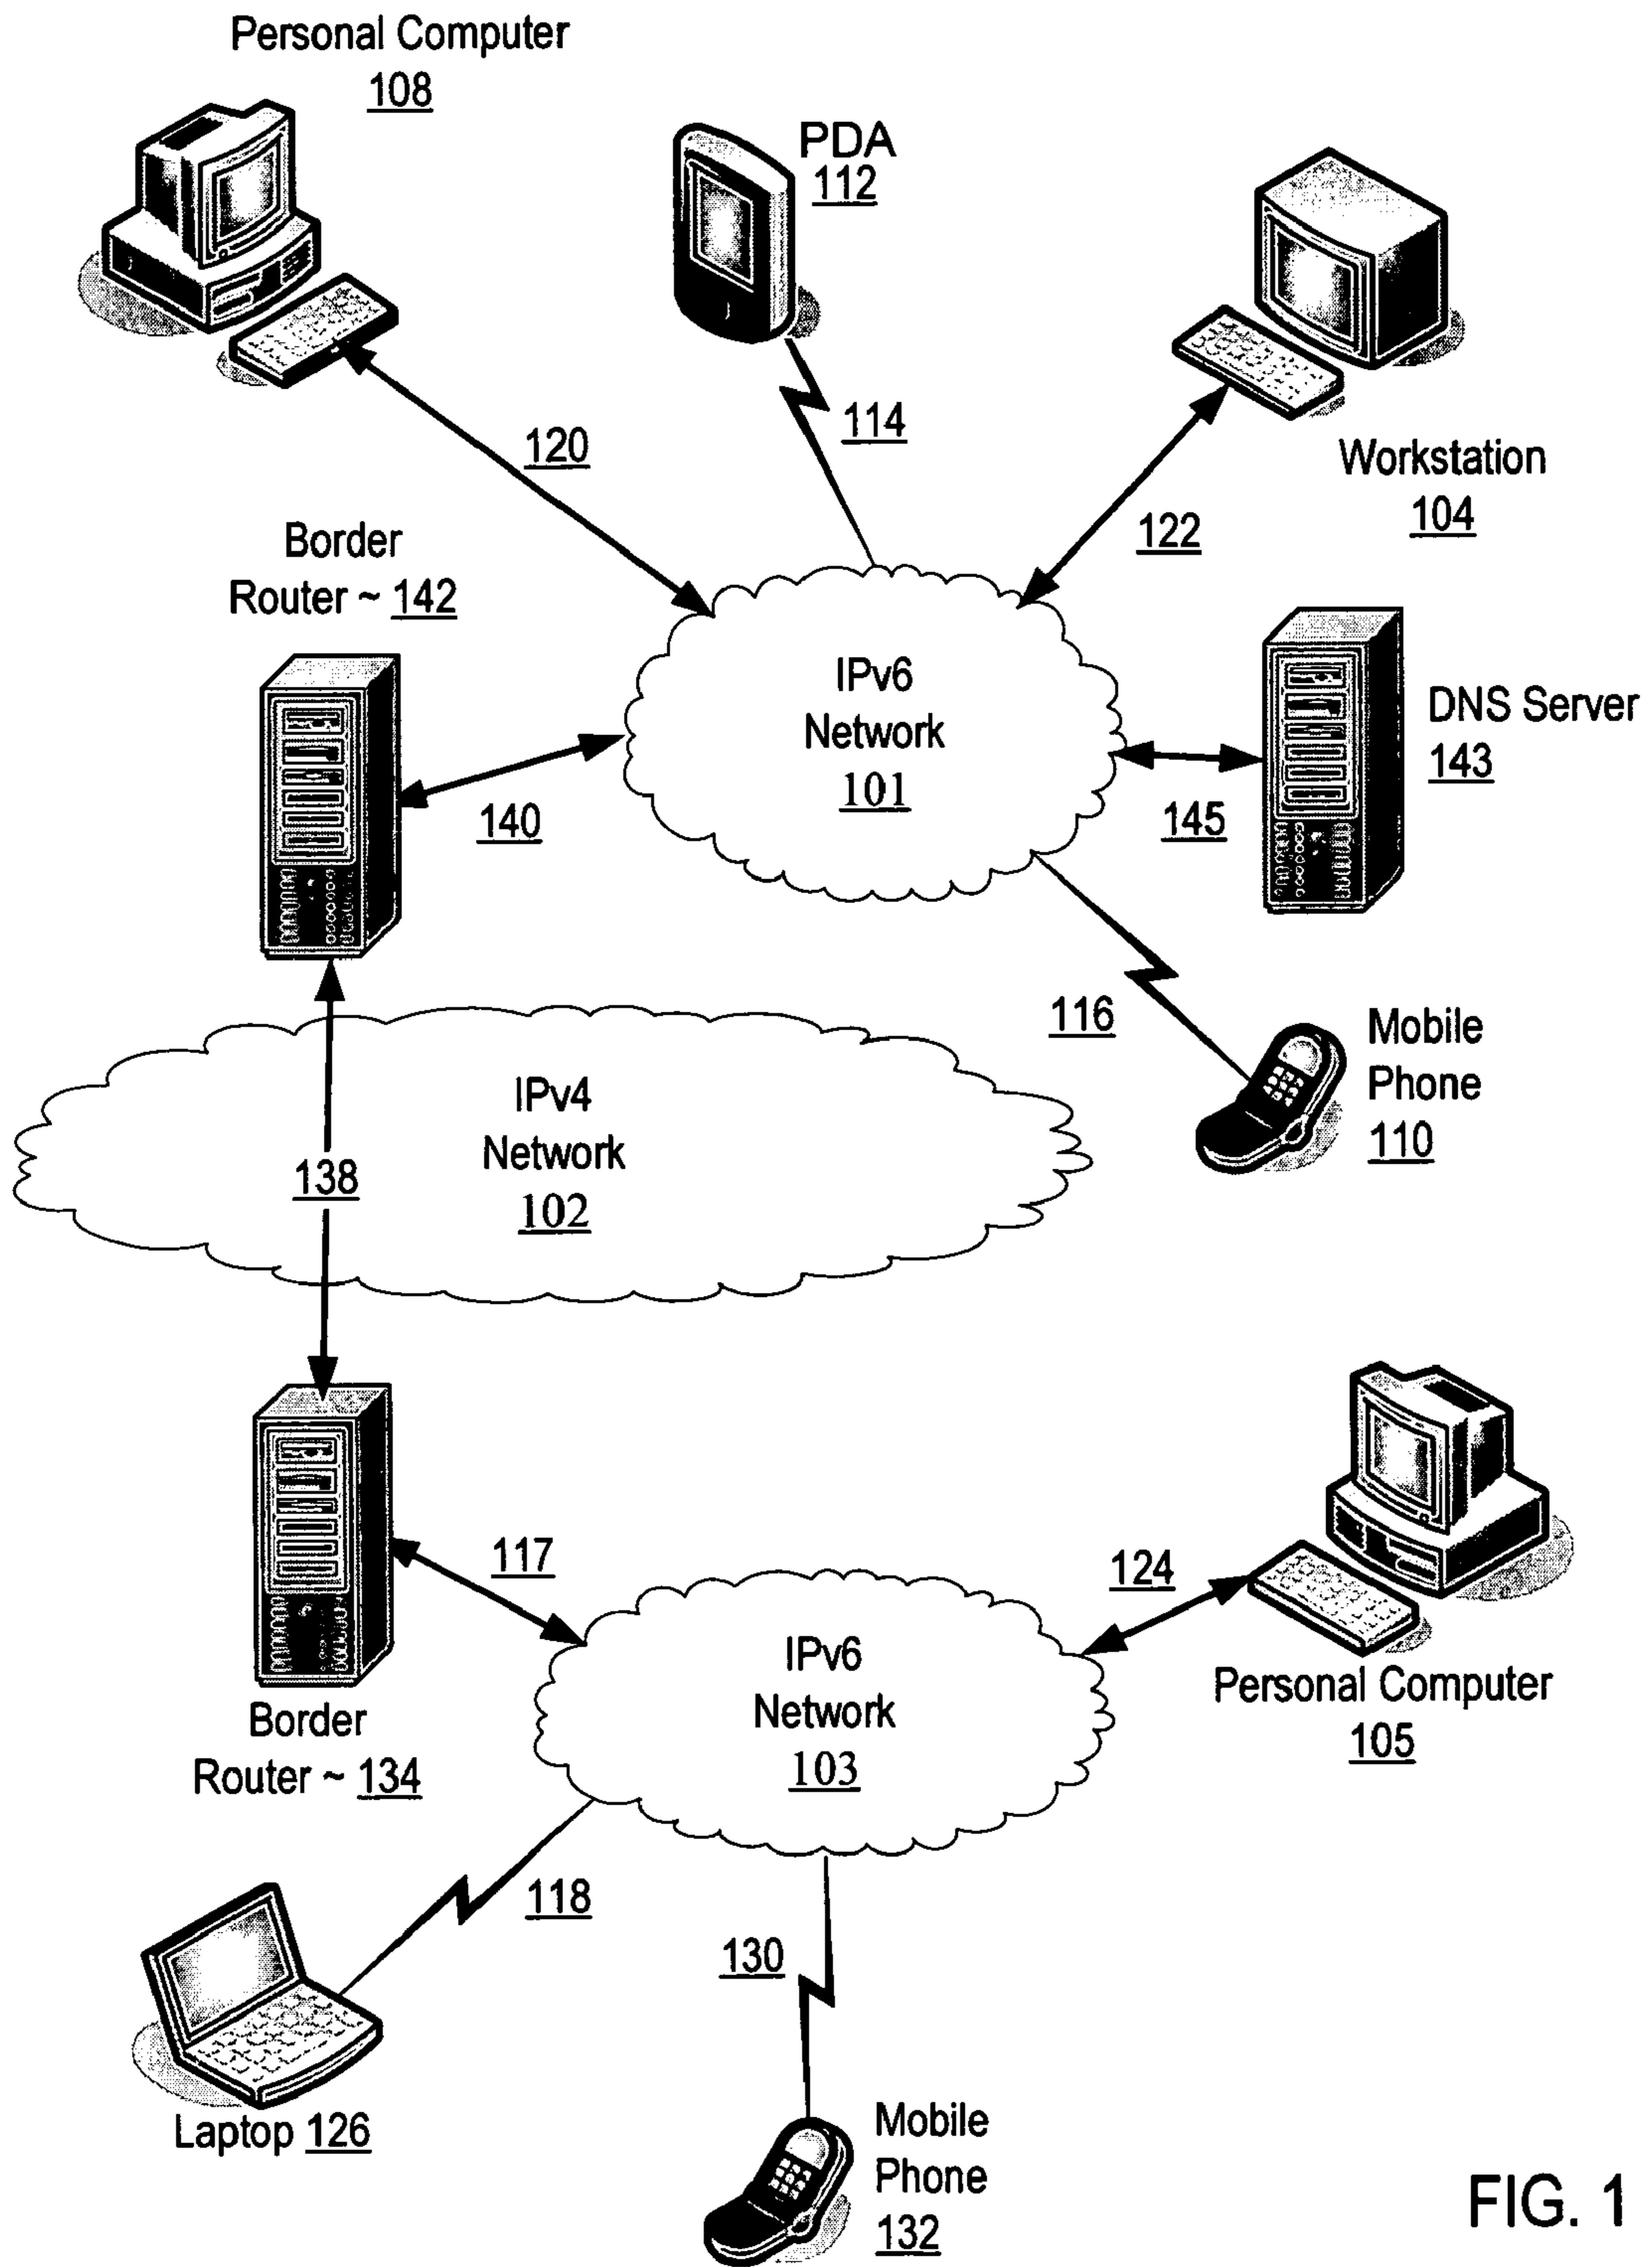 Personal Computer
108
PDA
112
114
120
Workstation
104
122
Border
Router ~ 142
IPv6
Network
101
DNS Server
143
140
145
116
Mobile
Phone
110
IPv4
Network
102
138
117
124
IPv6
Network
103
Personal Computer
105
Border
Router ~ 134
118
130
Laptop 126
Mobile
Phone
132
FIG. 1